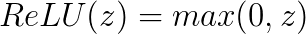 ReLU(z) = max(0, z)